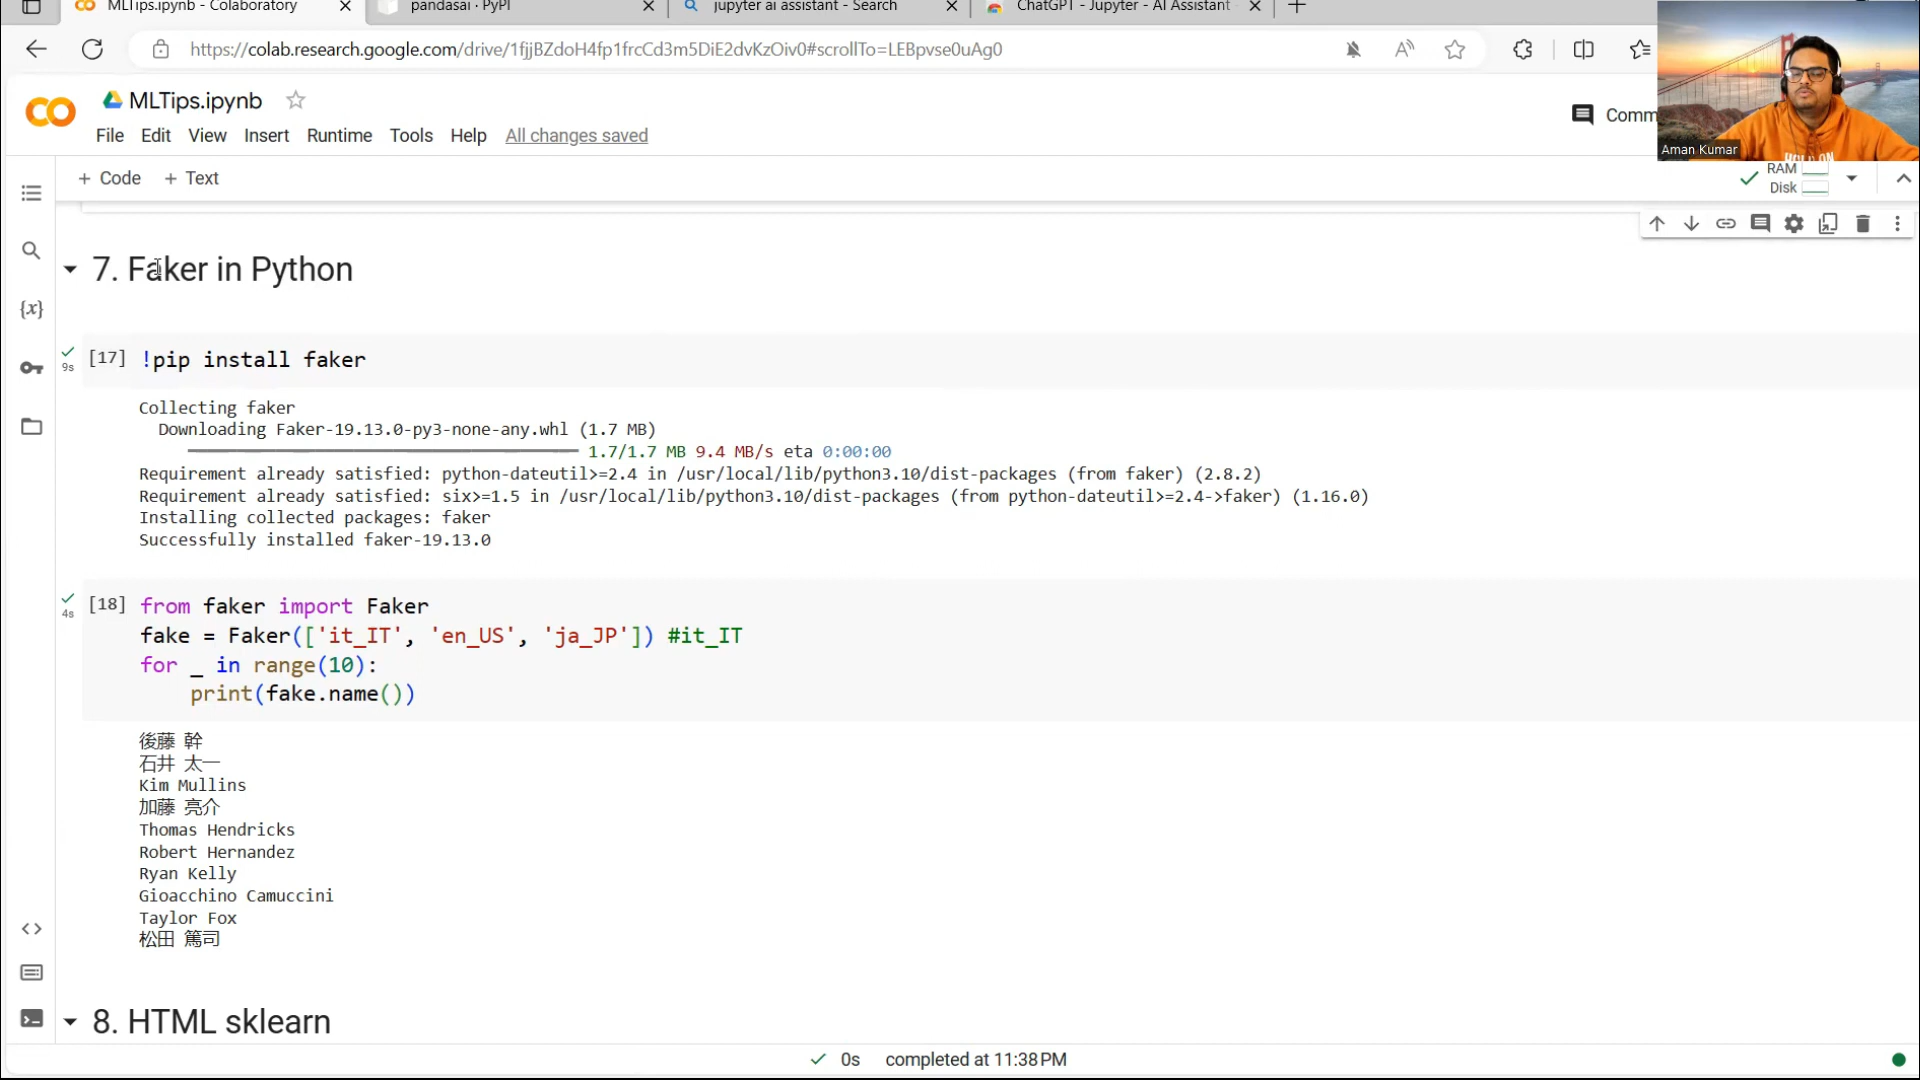 MLTips.ipynb - Colaboratory
pandasai · PyPI
jupyter ai assistant - Search
ChatGPT - Jupyter - AI Assistant
https://colab.research.google.com/drive/1fjjBZdoH4fp1frcCd3m5DiE2dvKzOiv0#scrollTo=LEBpvse0uAg0
MLTips.ipynb
File Edit View Insert Runtime Tools Help All changes saved
Comm
Aman Kumar
+ Code + Text
RAM
Disk
7. Faker in Python
[17] !pip install faker
9s
Collecting faker
Downloading Faker-19.13.0-py3-none-any.whl (1.7 MB)
1.7/1.7 MB 9.4 MB/s eta 0:00:00
Requirement already satisfied: python-dateutil>=2.4 in /usr/local/lib/python3.10/dist-packages (from faker) (2.8.2)
Requirement already satisfied: six>=1.5 in /usr/local/lib/python3.10/dist-packages (from python-dateutil>=2.4->faker) (1.16.0)
Installing collected packages: faker
Successfully installed faker-19.13.0
[18] from faker import Faker
4s
fake = Faker(['it_IT', 'en_US', 'ja_JP']) #it_IT
for _ in range(10):
print(fake.name())
後藤 幹
石井 太一
Kim Mullins
加藤 亮介
Thomas Hendricks
Robert Hernandez
Ryan Kelly
Gioacchino Camuccini
Taylor Fox
松田 篤司
8. HTML sklearn
0s completed at 11:38 PM